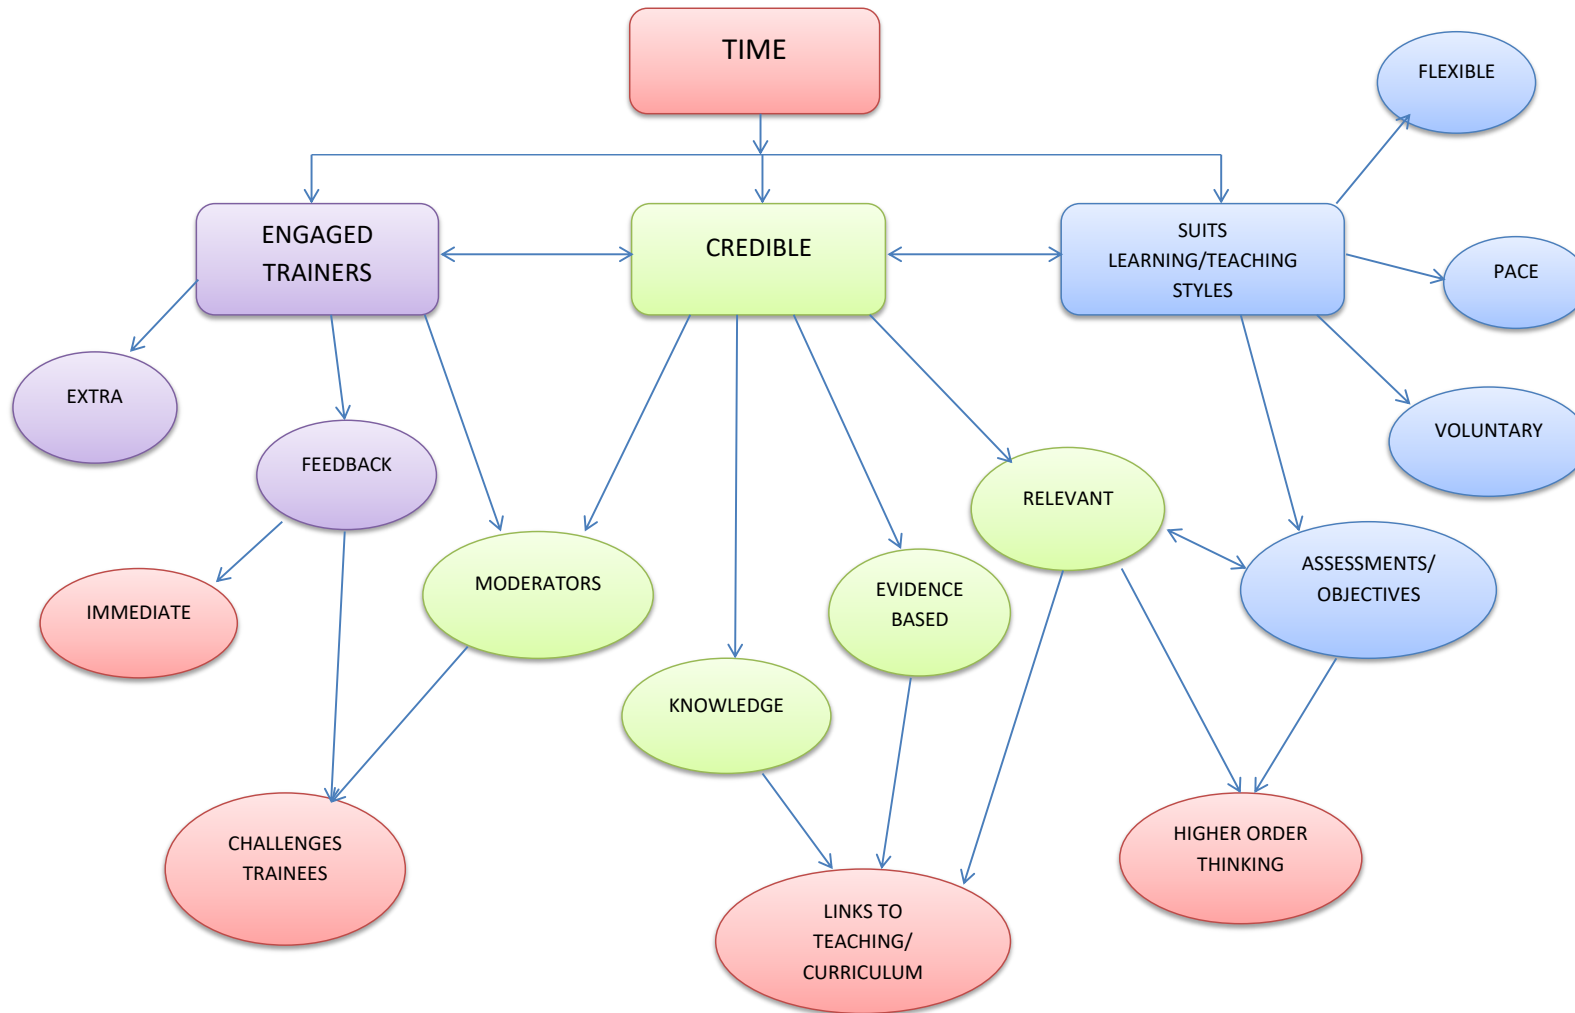 TIME
FLEXIBLE
ENGAGED
TRAINERS
CREDIBLE
SUITS
LEARNING/TEACHING
STYLES
PACE
EXTRA
FEEDBACK
VOLUNTARY
RELEVANT
MODERATORS
EVIDENCE
BASED
ASSESSMENTS/
OBJECTIVES
IMMEDIATE
KNOWLEDGE
CHALLENGES
TRAINEES
HIGHER ORDER
THINKING
LINKS TO
TEACHING/
CURRICULUM